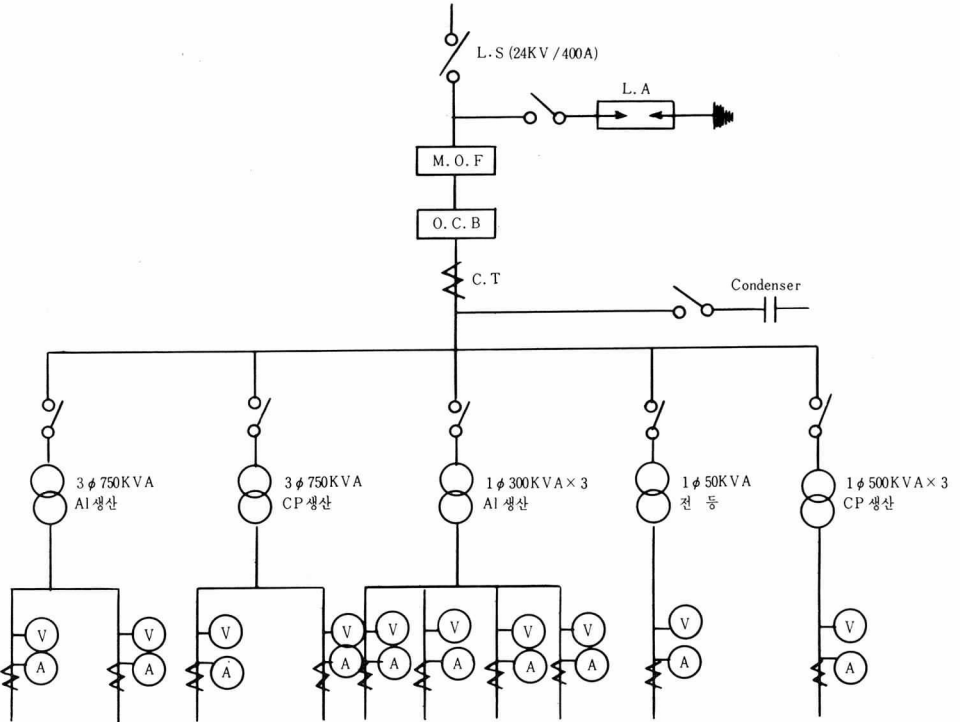 L.S (24KV/400A)
L.A
M.O.F
O.C.B
C.T
Condenser
3φ750KVA
Al생산
3φ750KVA
CP생산
1φ300KVA×3
Al생산
1φ50KVA
전 등
1φ500KVA×3
CP생산
V
V
V
V
V
V
V
V
V
V
A
A
A
A
A
A
A
A
A
A